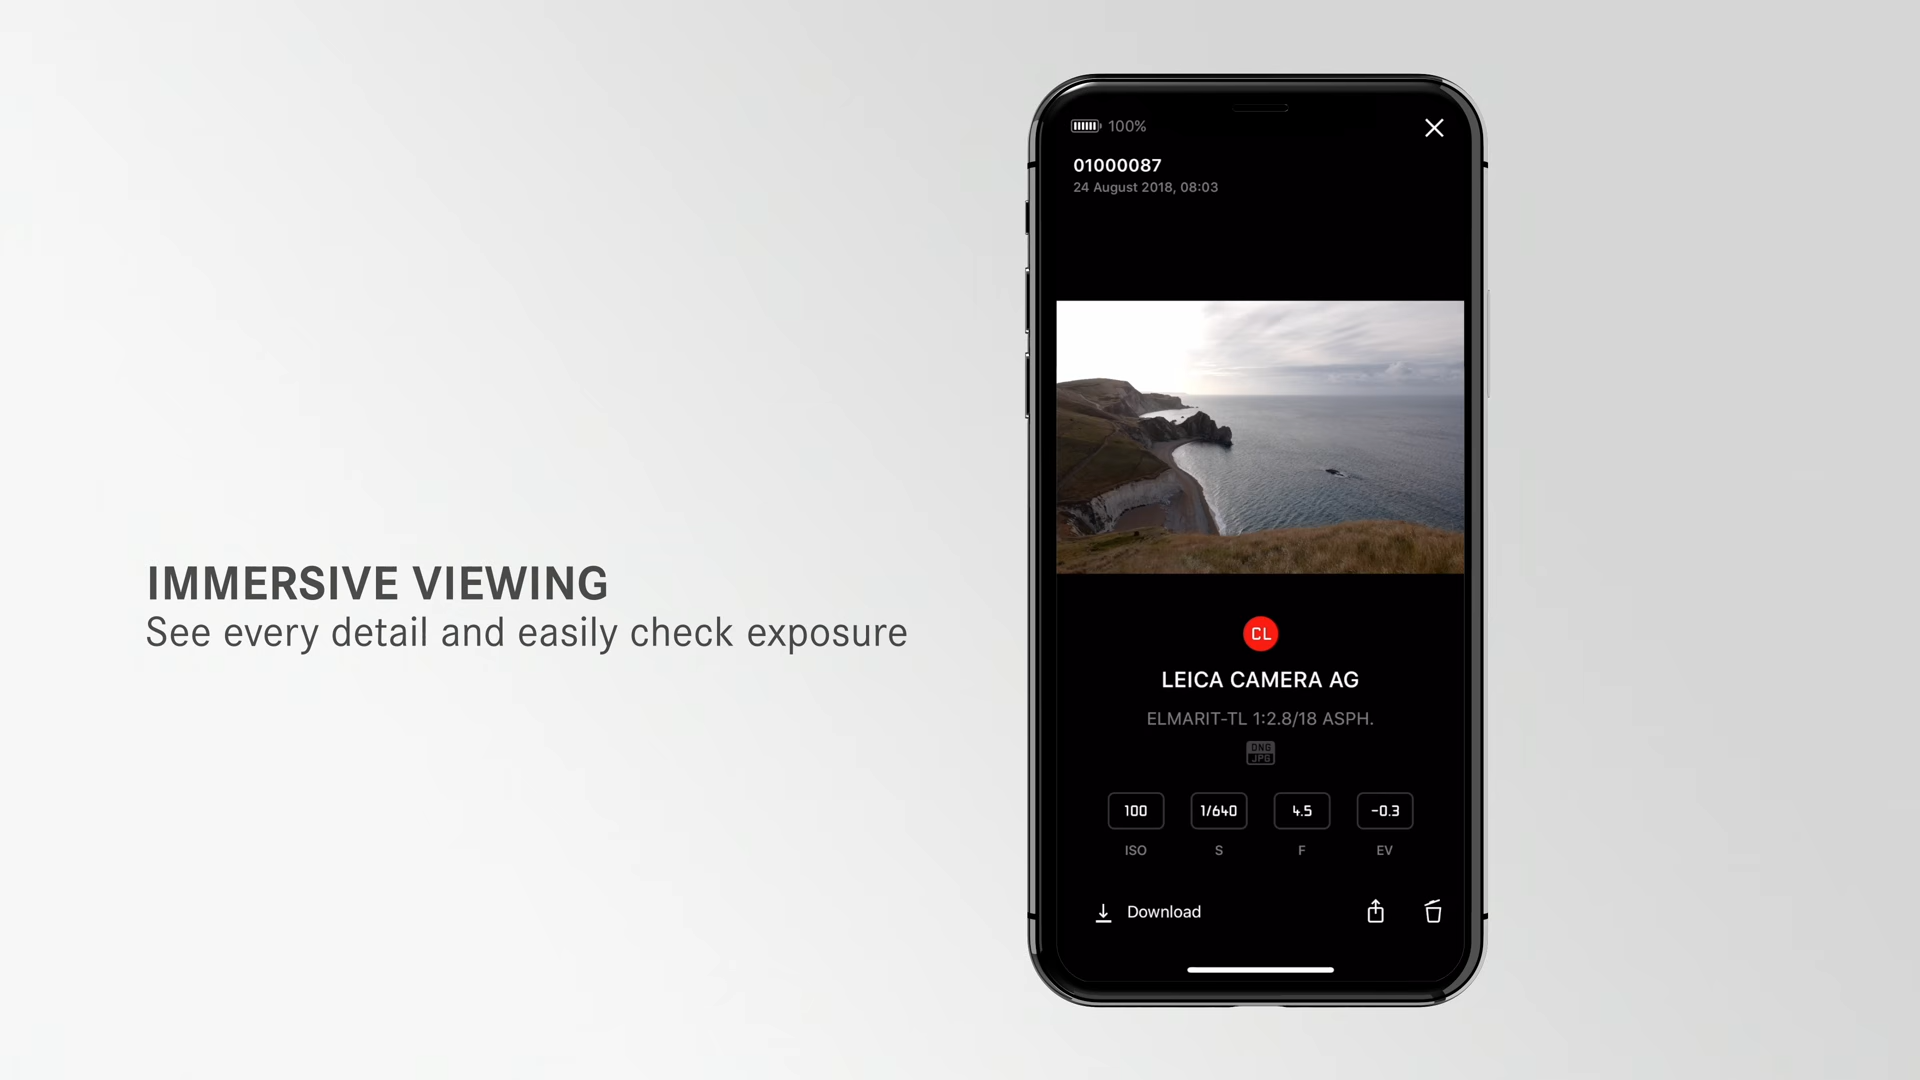 IMMERSIVE VIEWING
See every detail and easily check exposure
100%
01000087
24 August 2018, 08:03
CL
LEICA CAMERA AG
ELMARIT-TL 1:2.8/18 ASPH.
DNG
JPG
100 1/640 4.5 -0.3
ISO S F EV
Download